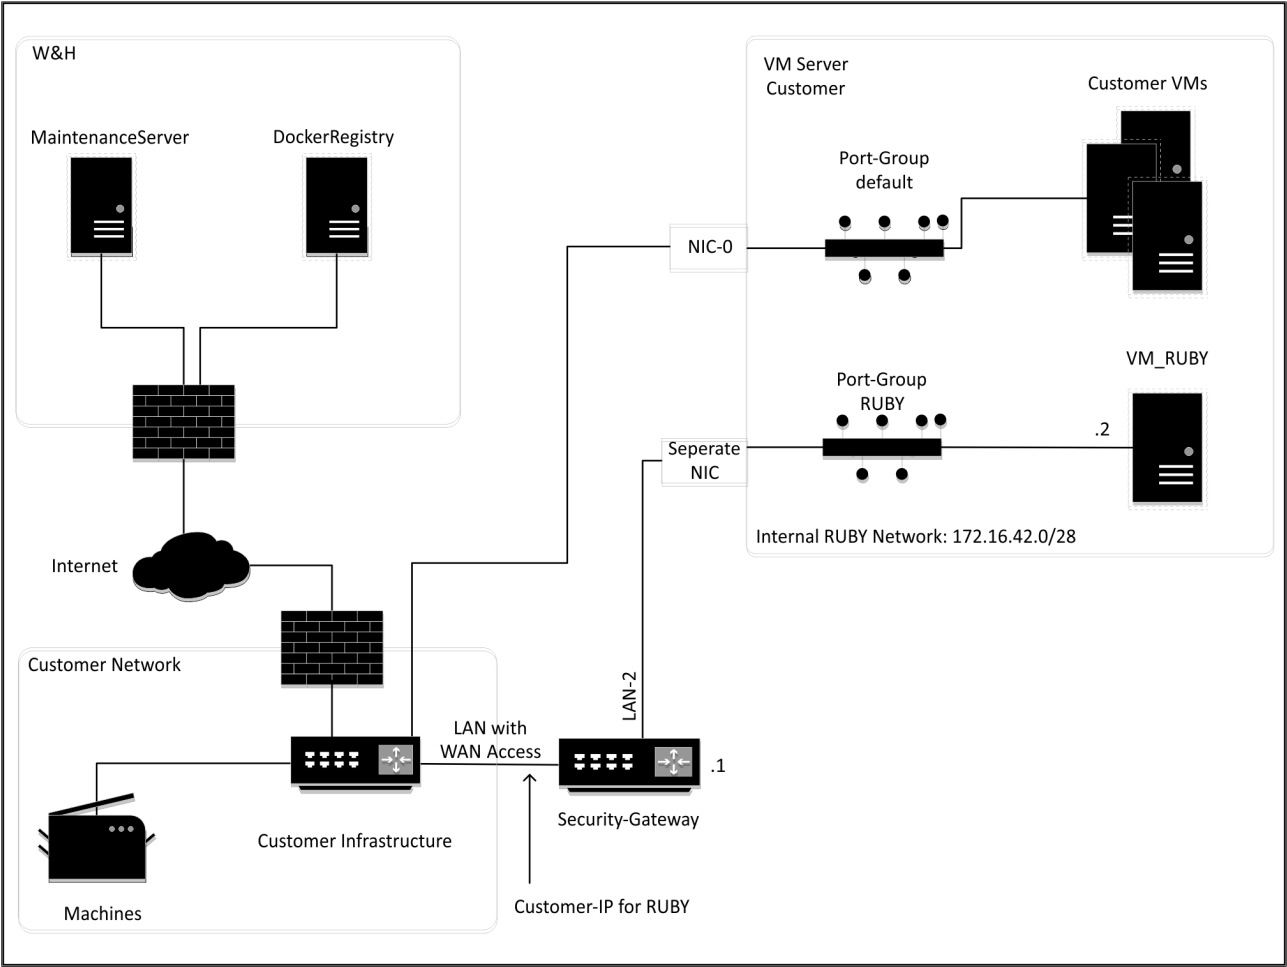 W&H
MaintenanceServer
DockerRegistry
Internet
Customer Network
LAN with
WAN Access
Customer Infrastructure
Machines
Customer-IP for RUBY
Security-Gateway
.1
LAN-2
NIC-0
Seperate
NIC
VM Server
Customer
Customer VMs
Port-Group
default
VM_RUBY
Port-Group
RUBY
.2
Internal RUBY Network: 172.16.42.0/28